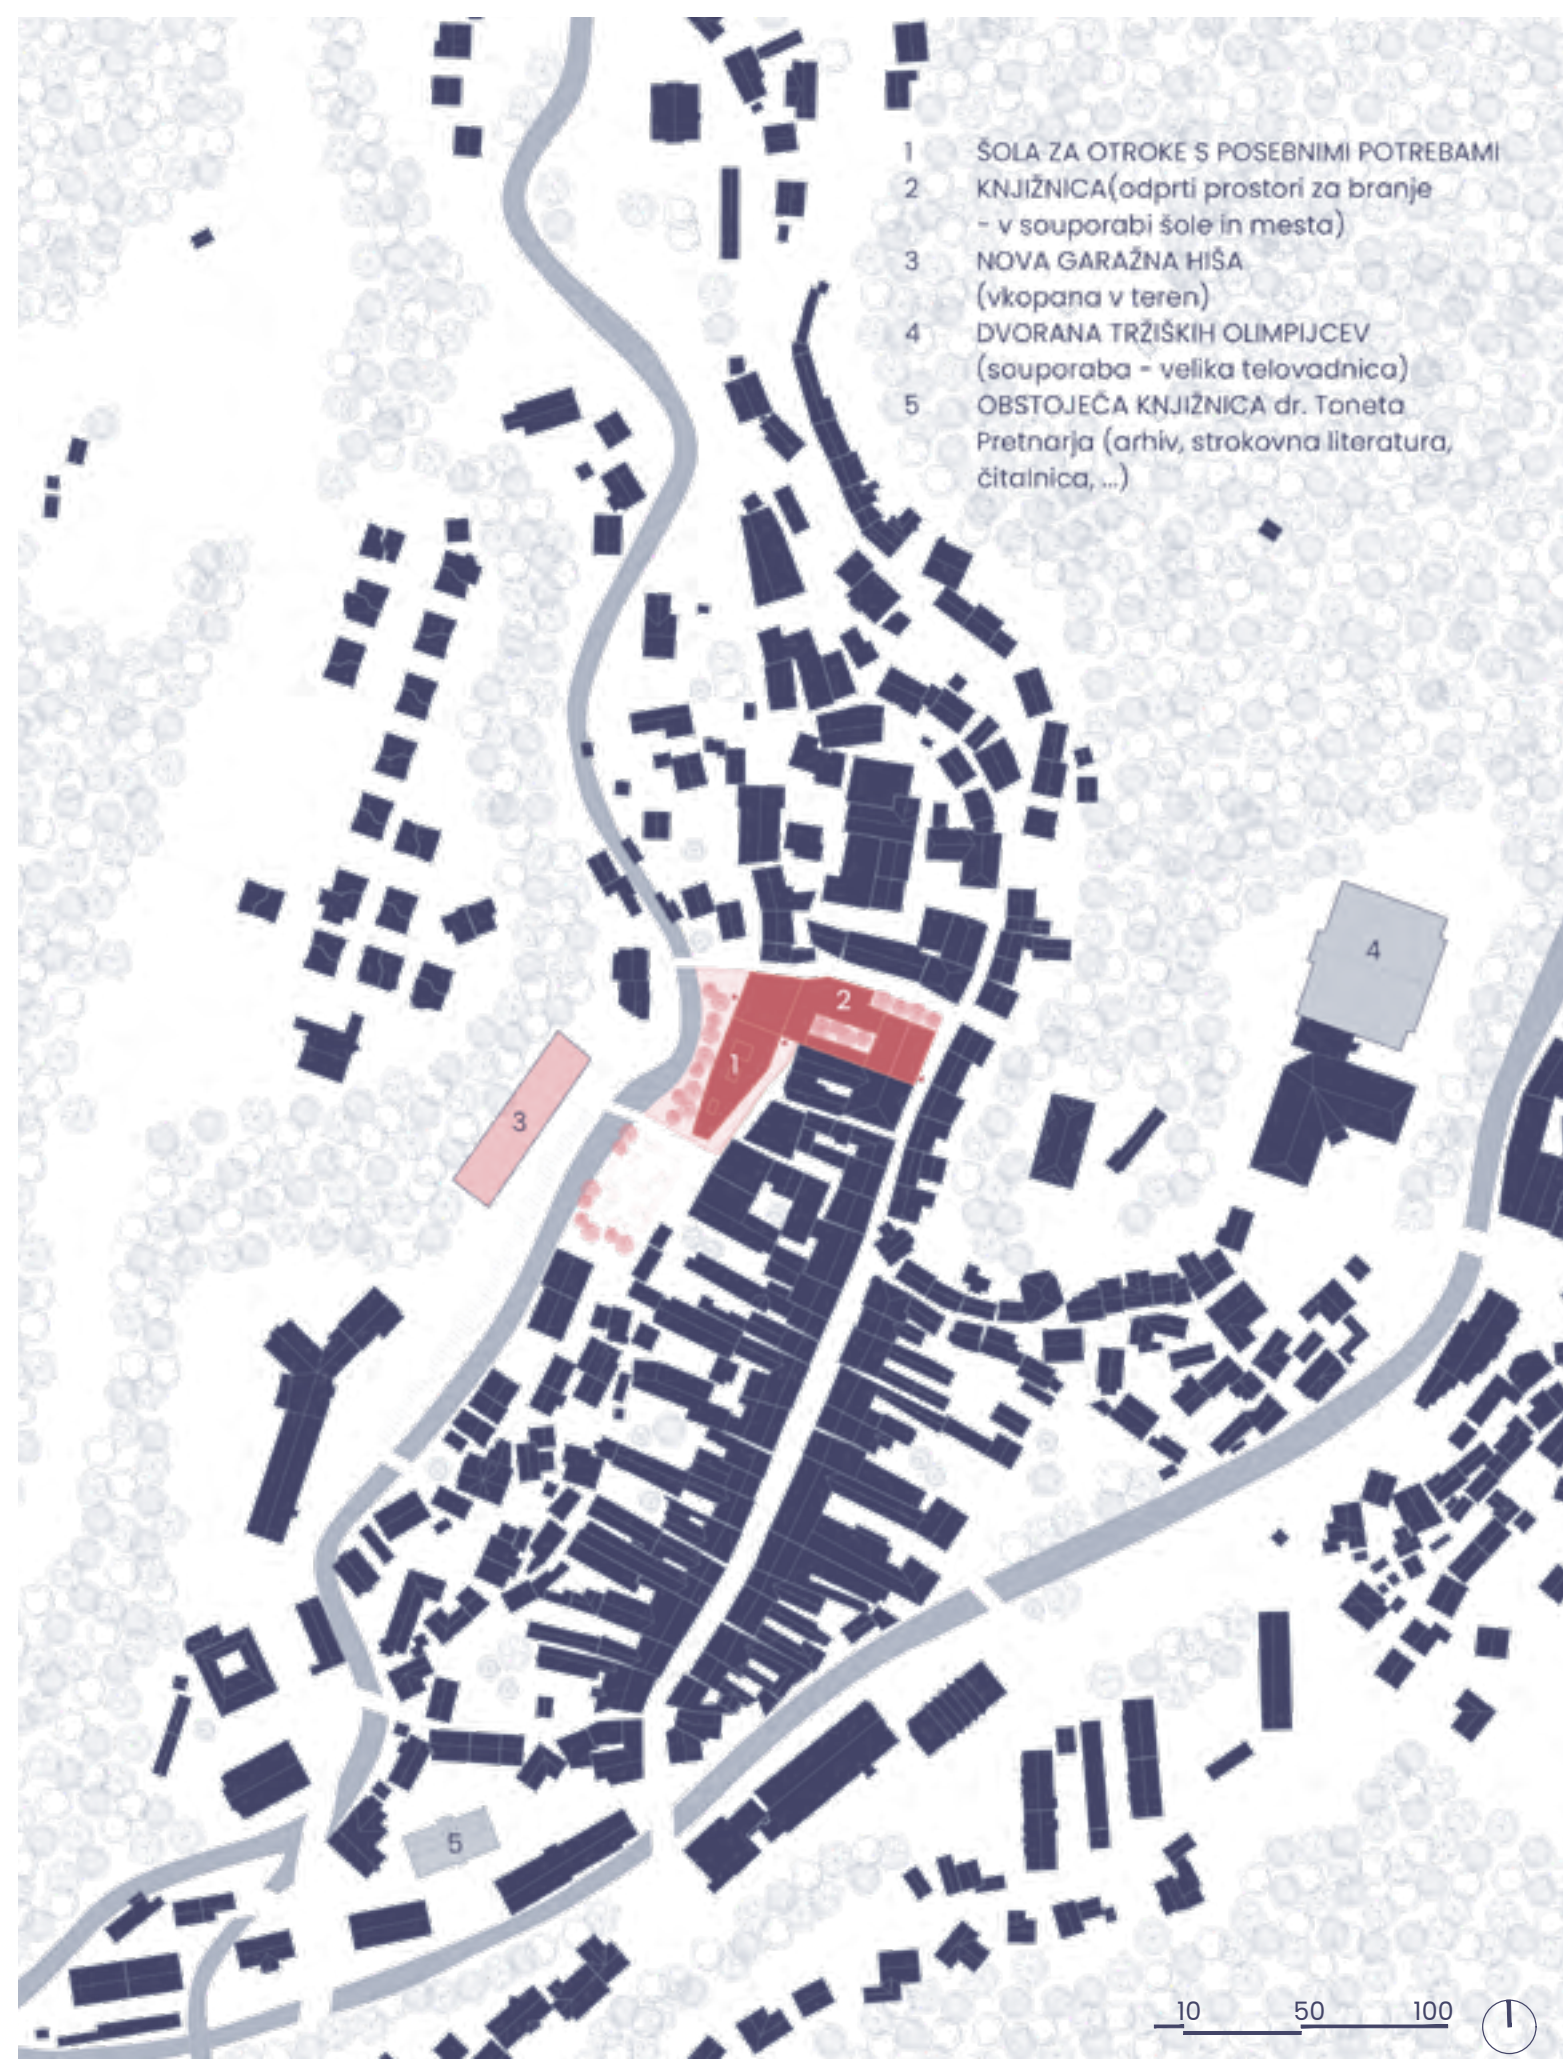 1 ŠOLA ZA OTROKE S POSEBNIMI POTREBAMI
2 KNJIŽNICA(odprti prostori za branje
- v souporabi šole in mesta)
3 NOVA GARAŽNA HIŠA
(vkopana v teren)
4 DVORANA TRŽIŠKIH OLIMPIJCEV
(souporaba - velika telovadnica)
5 OBSTOJEČA KNJIŽNICA dr. Toneta
Pretnarja (arhiv, strokovna literatura,
čitalnica, ...)
4
2
1
3
5
10 50 100